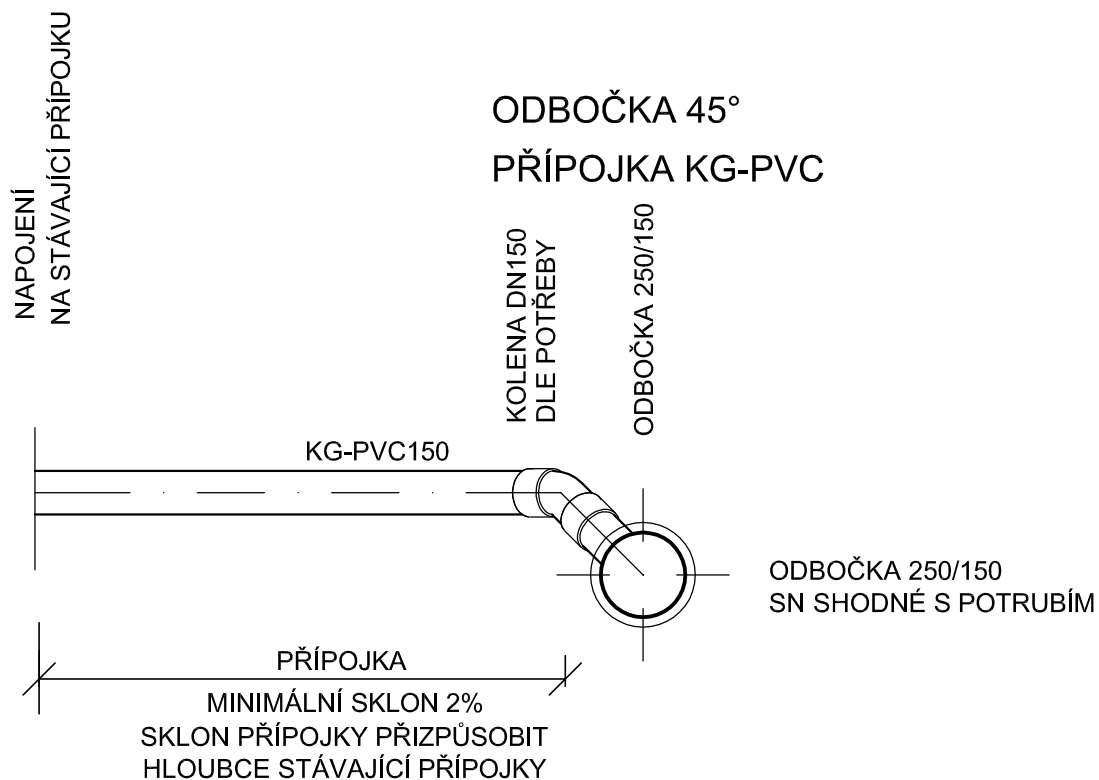 NAPOJENÍ
NA STÁVAJÍCÍ PŘÍPOJKU
ODBOČKA 45°
PŘÍPOJKA KG-PVC
KOLENA DN150
DLE POTŘEBY
ODBOČKA 250/150
KG-PVC150
ODBOČKA 250/150
SN SHODNÉ S POTRUBÍM
PŘÍPOJKA
MINIMÁLNÍ SKLON 2%
SKLON PŘÍPOJKY PŘIZPŮSOBIT
HLOUBCE STÁVAJÍCÍ PŘÍPOJKY